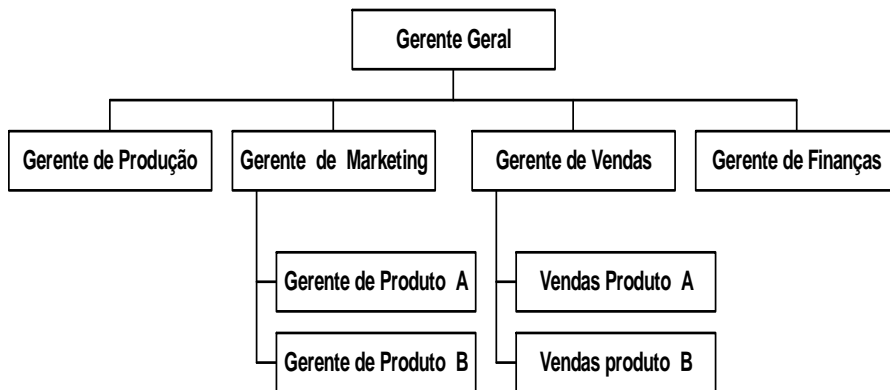 Gerente Geral
Gerente de Produção
Gerente de Marketing
Gerente de Vendas
Gerente de Finanças
Gerente de Produto A
Vendas Produto A
Gerente de Produto B
Vendas produto B